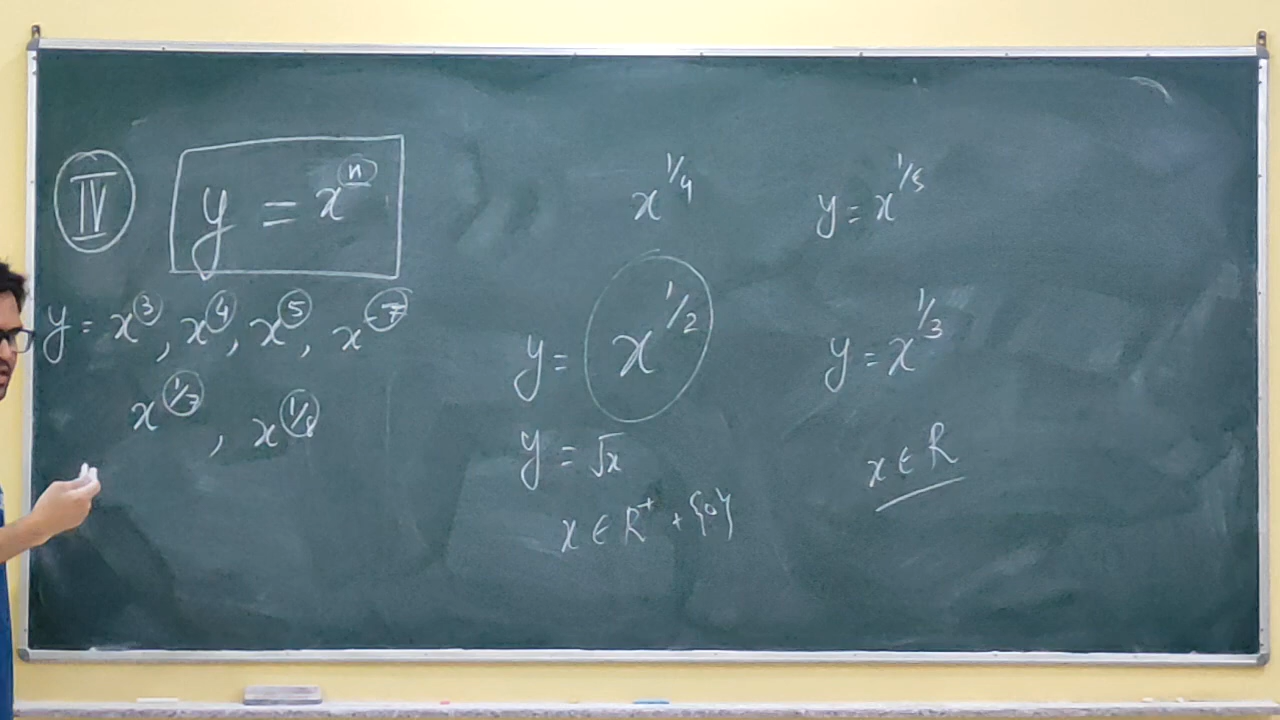 IV y = x^n
y = x^3, x^4, x^5, x^-7
x^1/7, x^1/8
x^1/4
y = x^1/2
y = √x
x ∈ R^+ + {0}
y = x^1/5
y = x^1/3
x ∈ R